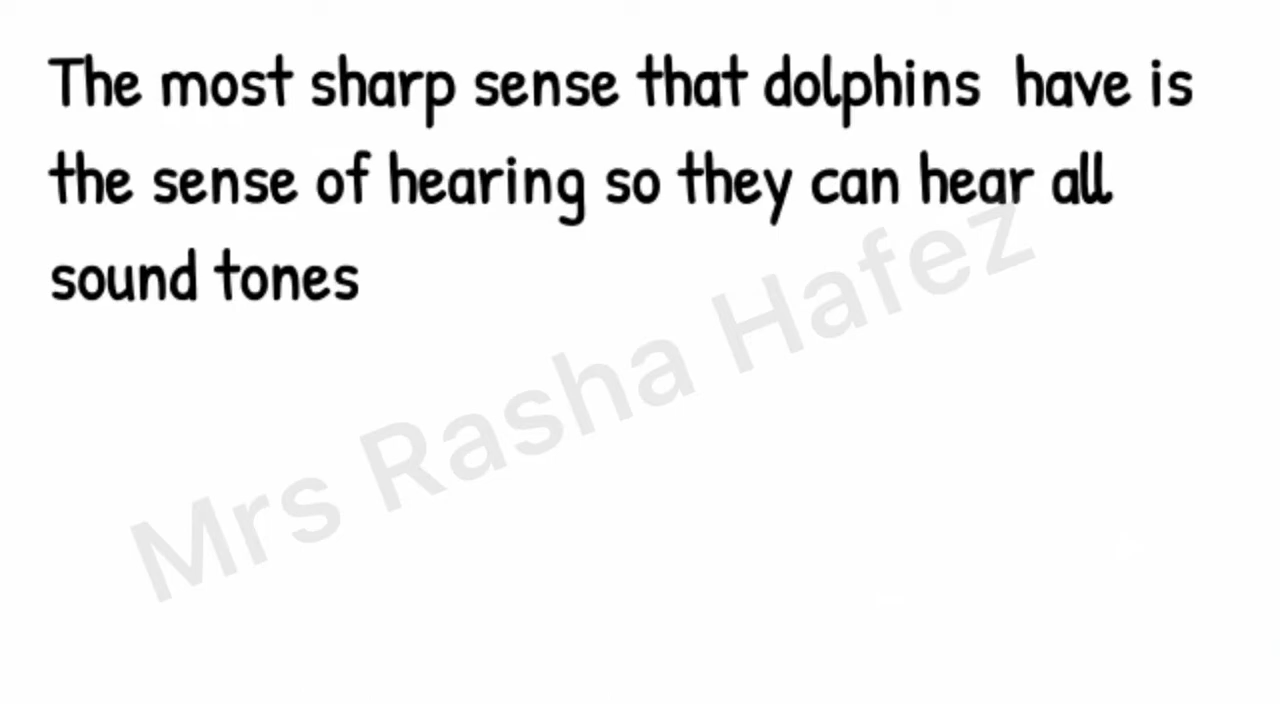 The most sharp sense that dolphins  have is
the sense of hearing so they can hear all
sound tones
Mrs Rasha Hafez